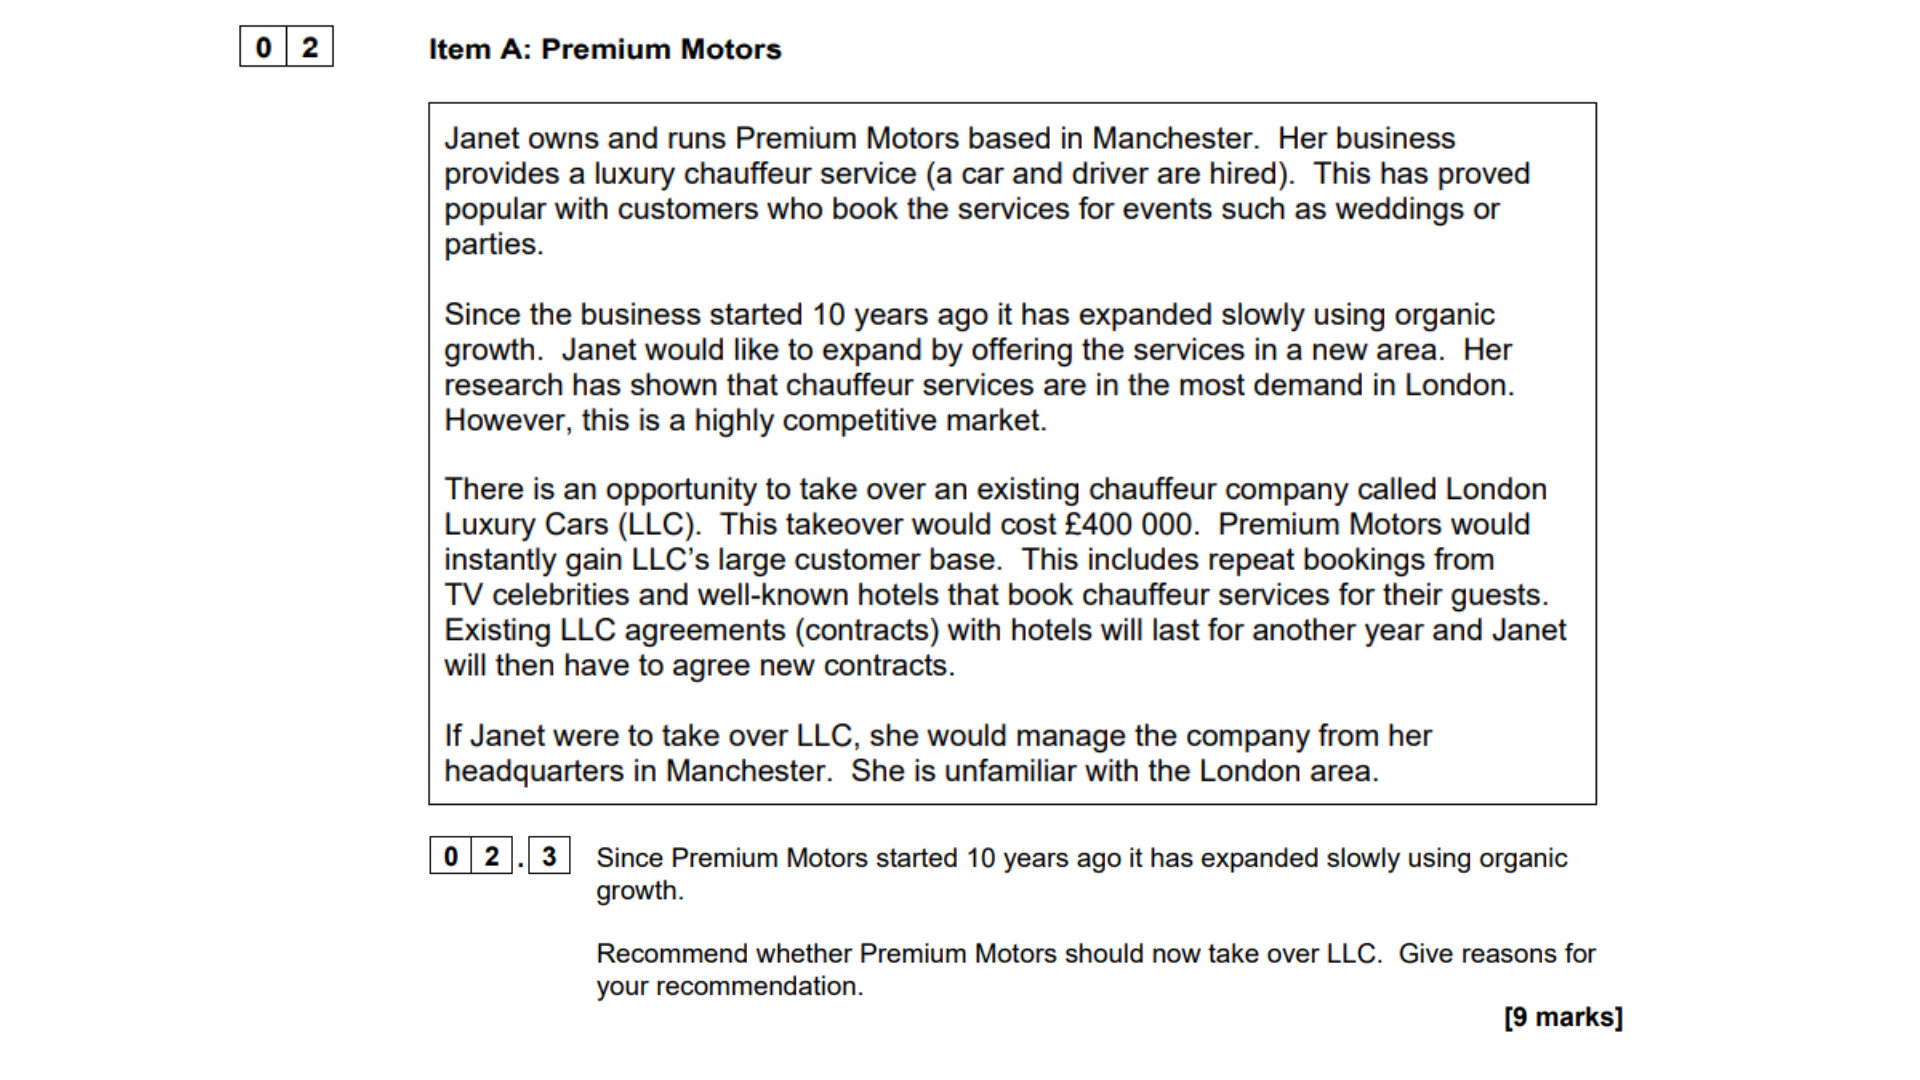 0 2 Item A: Premium Motors
Janet owns and runs Premium Motors based in Manchester. Her business
provides a luxury chauffeur service (a car and driver are hired). This has proved
popular with customers who book the services for events such as weddings or
parties.
Since the business started 10 years ago it has expanded slowly using organic
growth. Janet would like to expand by offering the services in a new area. Her
research has shown that chauffeur services are in the most demand in London.
However, this is a highly competitive market.
There is an opportunity to take over an existing chauffeur company called London
Luxury Cars (LLC). This takeover would cost £400 000. Premium Motors would
instantly gain LLC’s large customer base. This includes repeat bookings from
TV celebrities and well-known hotels that book chauffeur services for their guests.
Existing LLC agreements (contracts) with hotels will last for another year and Janet
will then have to agree new contracts.
If Janet were to take over LLC, she would manage the company from her
headquarters in Manchester. She is unfamiliar with the London area.
0 2 . 3 Since Premium Motors started 10 years ago it has expanded slowly using organic
growth.
Recommend whether Premium Motors should now take over LLC. Give reasons for
your recommendation.
[9 marks]